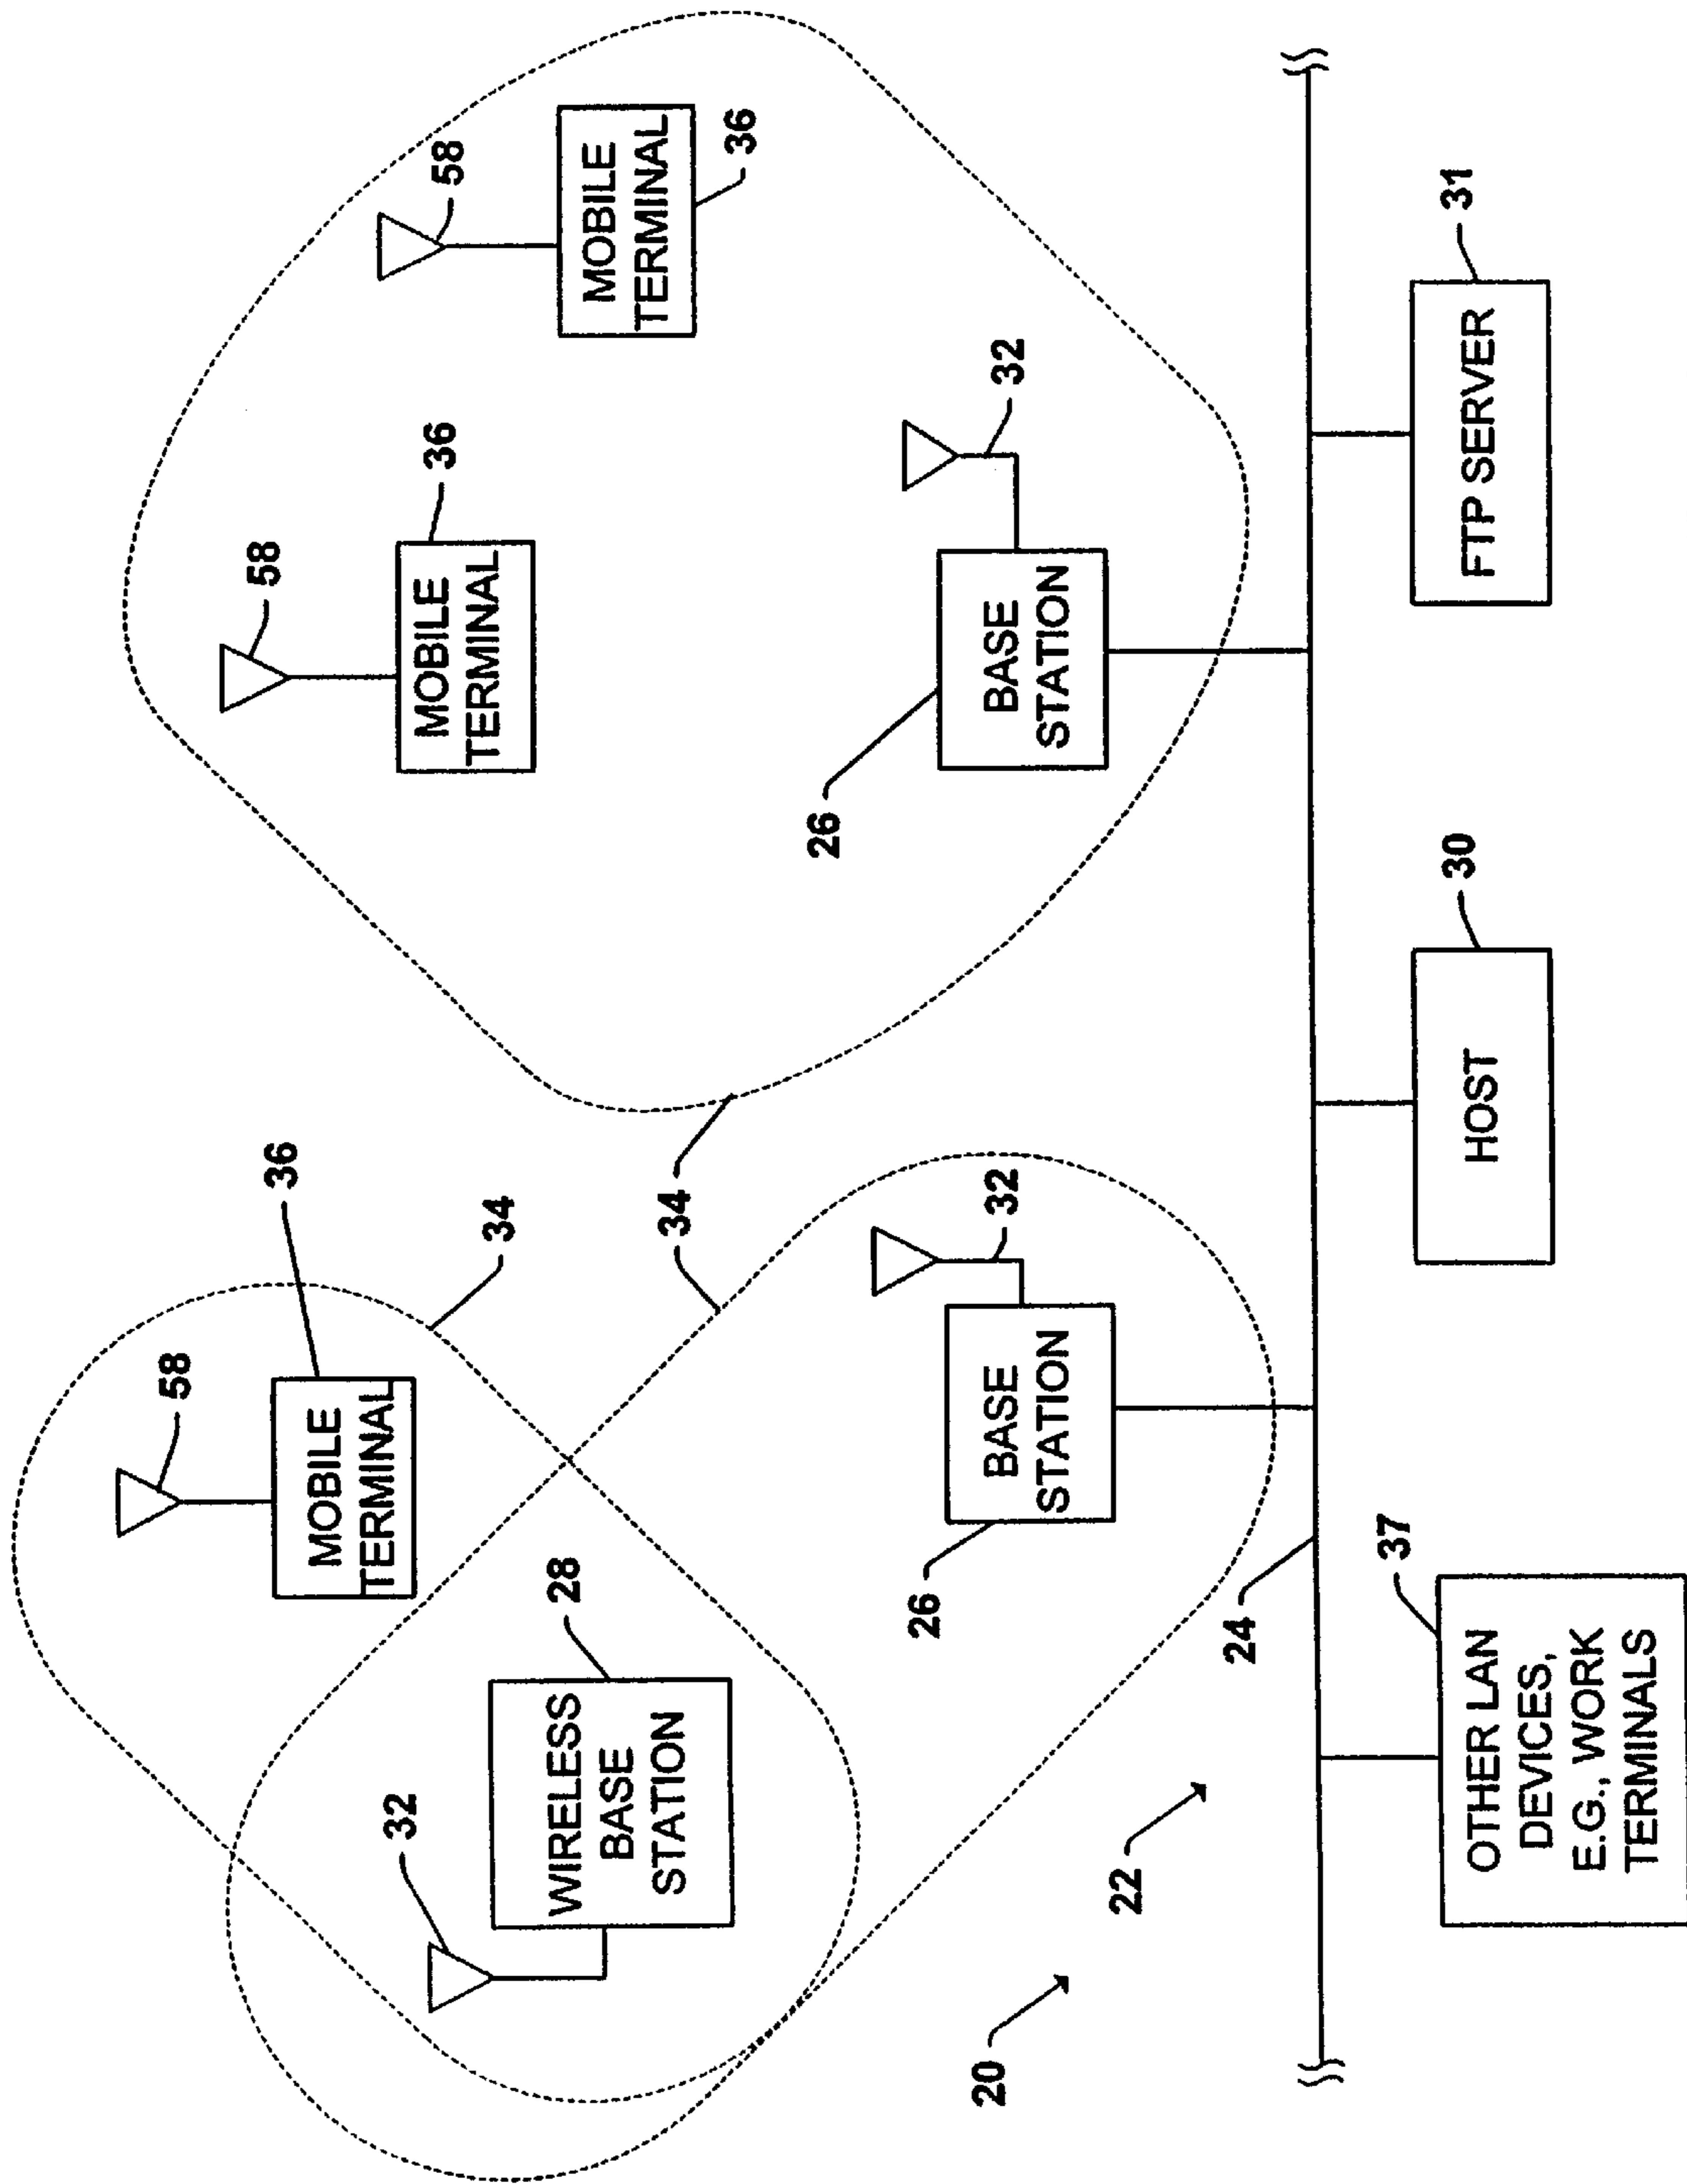 58
36
MOBILE
TERMINAL
34
32
28
WIRELESS
BASE
STATION
34
58
36
MOBILE
TERMINAL
58
MOBILE
TERMINAL
36
32
BASE
STATION
26
32
BASE
STATION
26
20
22
24
37
OTHER LAN
DEVICES,
E.G., WORK
TERMINALS
30
HOST
31
FTP SERVER